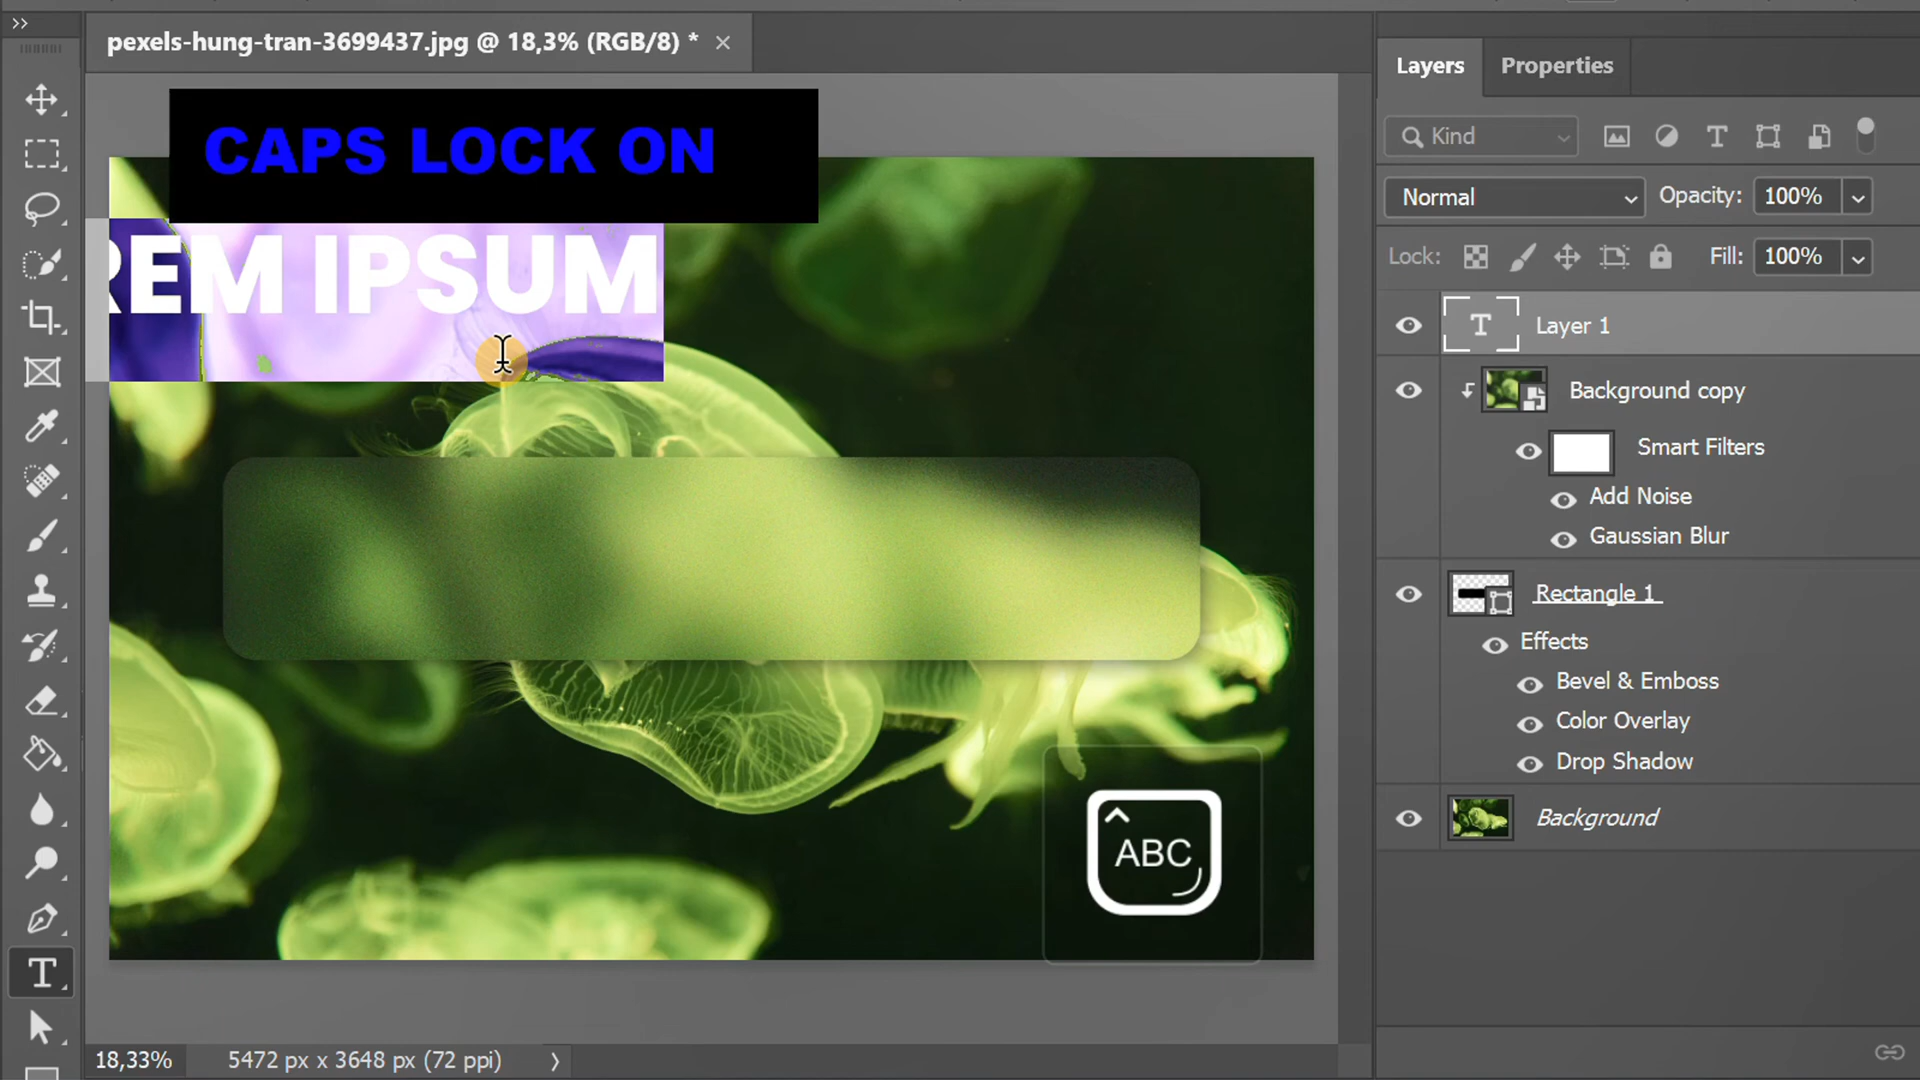 pexels-hung-tran-3699437.jpg @ 18,3% (RGB/8) *
CAPS LOCK ON
REM IPSUM
ABC
18,33%
5472 px x 3648 px (72 ppi)
T
Layers
Properties
Kind
T
Normal
Opacity: 100%
Lock:
Fill: 100%
T
Layer 1
Background copy
Smart Filters
Add Noise
Gaussian Blur
Rectangle 1
Effects
Bevel & Emboss
Color Overlay
Drop Shadow
Background